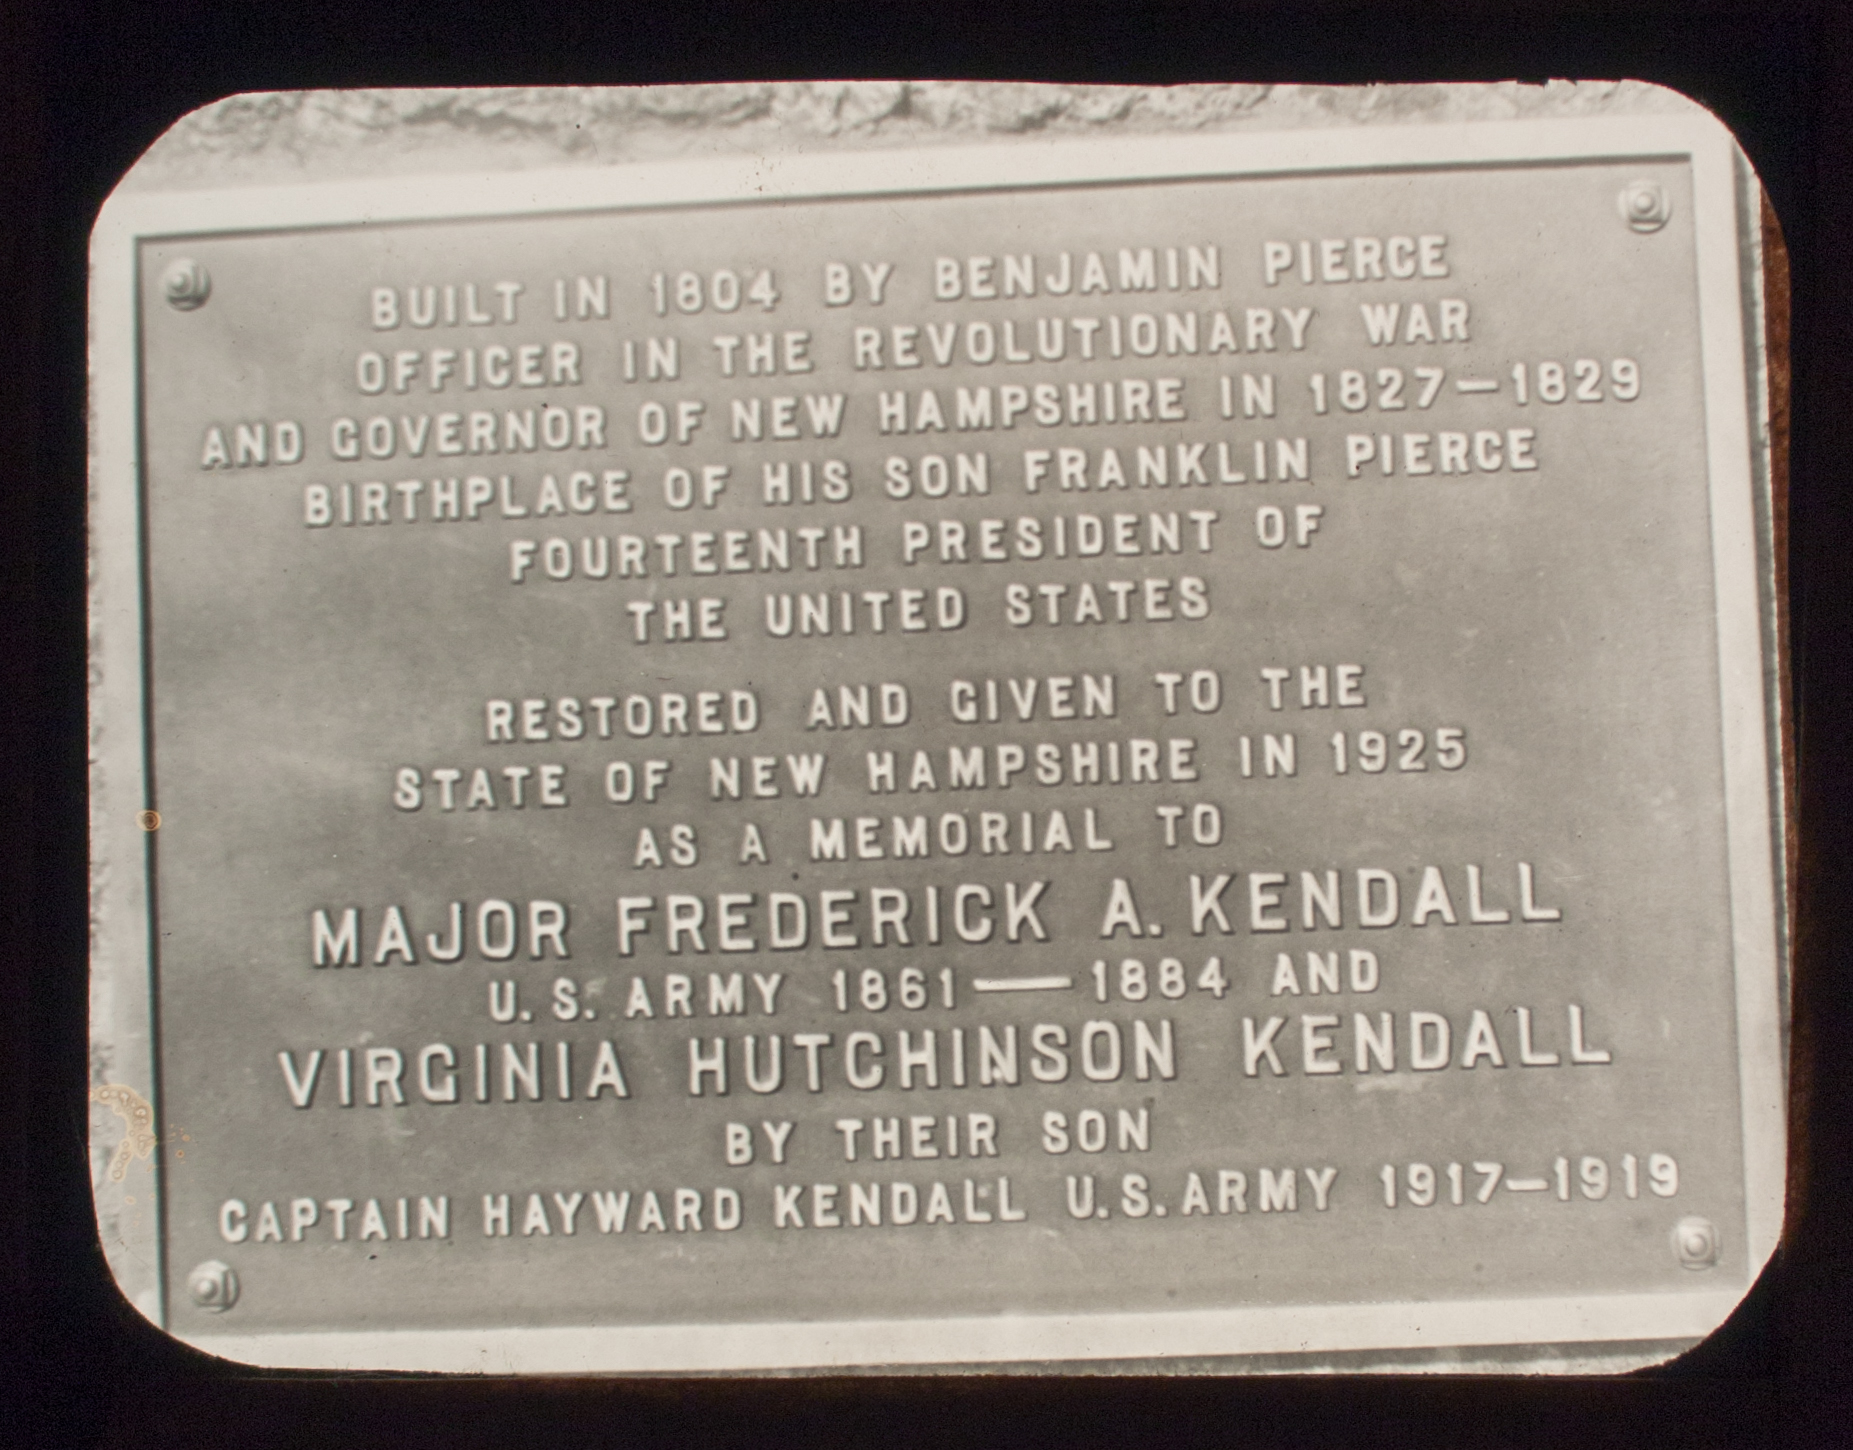 BUILT IN 1804 BY BENJAMIN PIERCE
OFFICER IN THE REVOLUTIONARY WAR
AND GOVERNOR OF NEW HAMPSHIRE IN 1827-1829
BIRTHPLACE OF HIS SON FRANKLIN PIERCE
FOURTEENTH PRESIDENT OF
THE UNITED STATES
RESTORED AND GIVEN TO THE
STATE OF NEW HAMPSHIRE IN 1925
AS A MEMORIAL TO
MAJOR FREDERICK A. KENDALL
U.S. ARMY 1861—1884 AND
VIRGINIA HUTCHINSON KENDALL
BY THEIR SON
CAPTAIN HAYWARD KENDALL U.S. ARMY 1917-1919